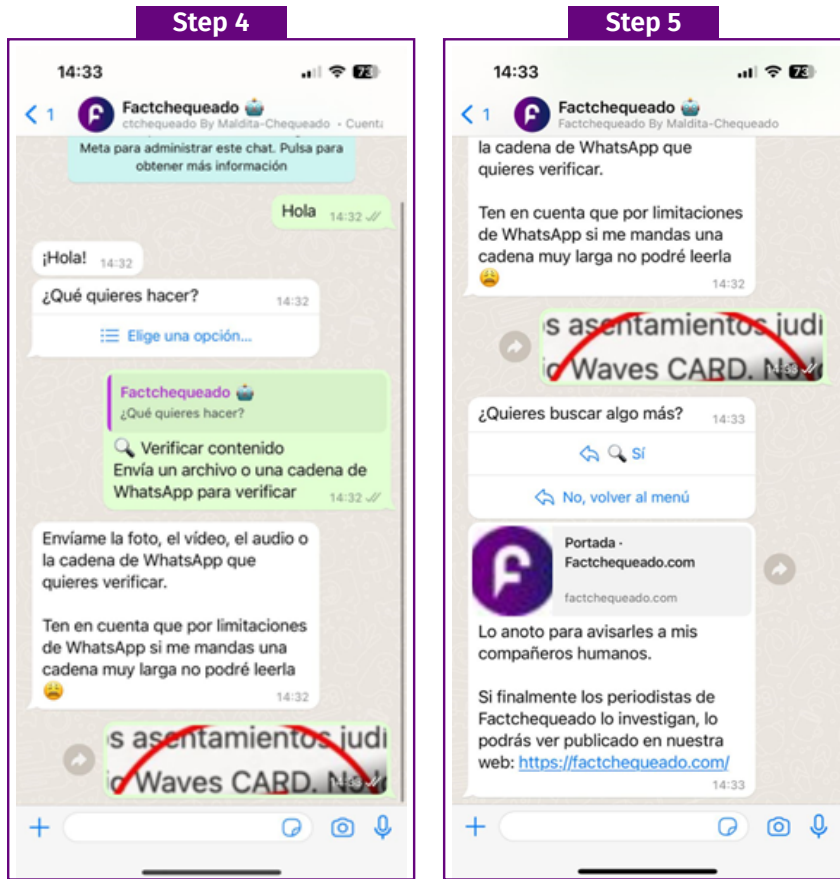 Step 4
14:33
73
1
Factchequeado
ctchequeado By Maldita-Chequeado • Cuenta
Meta para administrar este chat. Pulsa para
obtener más información
Hola 14:32
¡Hola! 14:32
¿Qué quieres hacer? 14:32
Elige una opción...
Factchequeado
¿Qué quieres hacer?
Verificar contenido
Envía un archivo o una cadena de
WhatsApp para verificar 14:32
Envíame la foto, el vídeo, el audio o
la cadena de WhatsApp que
quieres verificar.
Ten en cuenta que por limitaciones
de WhatsApp si me mandas una
cadena muy larga no podré leerla
14:32
s asentamientos judi
Waves CARD.
Step 5
14:33
73
1
Factchequeado
Factchequeado By Maldita-Chequeado
la cadena de WhatsApp que
quieres verificar.
Ten en cuenta que por limitaciones
de WhatsApp si me mandas una
cadena muy larga no podré leerla
14:32
s asentamientos judi
Waves CARD.
14:33
¿Quieres buscar algo más? 14:33
Sí
No, volver al menú
Portada ·
Factchequeado.com
factchequeado.com
Lo anoto para avisarles a mis
compañeros humanos.
Si finalmente los periodistas de
Factchequeado lo investigan, lo
podrás ver publicado en nuestra
web: https://factchequeado.com/
14:33